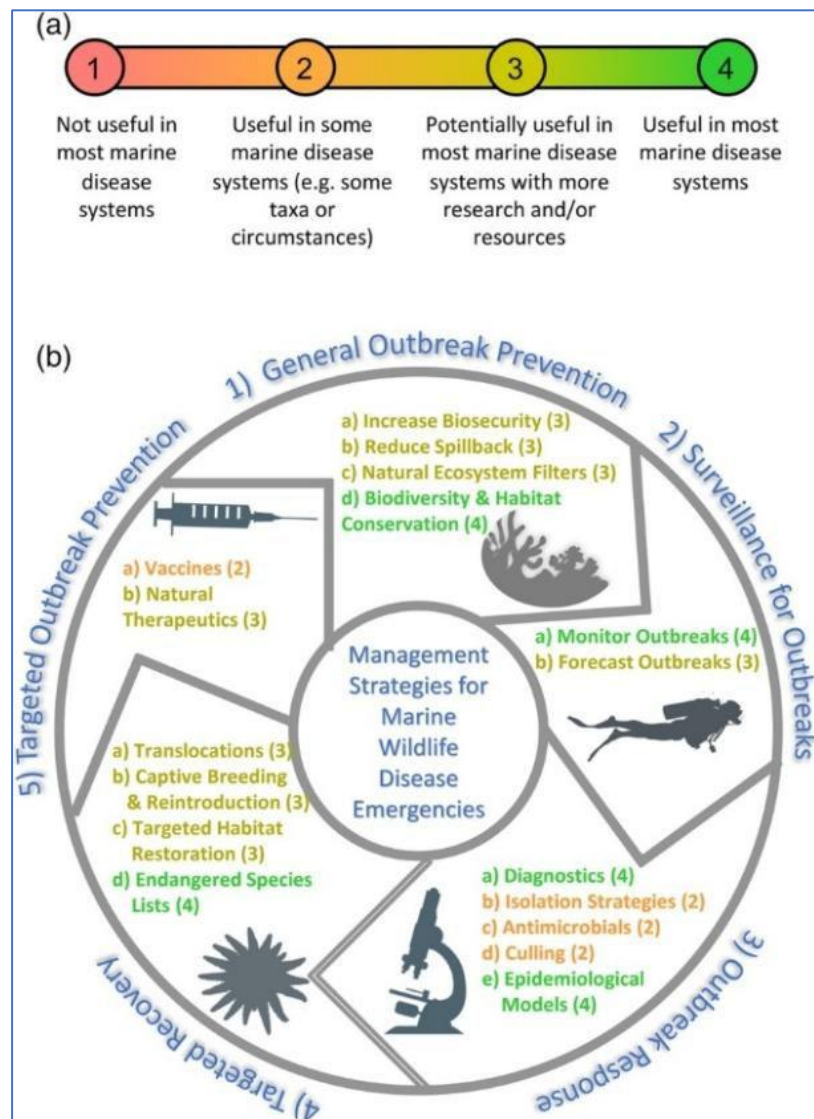 (a)
1
2
3
4
Not useful in
most marine
disease
systems
Useful in some
marine disease
systems (e.g. some
taxa or
circumstances)
Potentially useful in
most marine disease
systems with more
research and/or
resources
Useful in most
marine disease
systems
(b)
1) General Outbreak Prevention
a) Increase Biosecurity (3)
b) Reduce Spillback (3)
c) Natural Ecosystem Filters (3)
d) Biodiversity & Habitat
Conservation (4)
2) Surveillance for Outbreaks
a) Monitor Outbreaks (4)
b) Forecast Outbreaks (3)
3) Outbreak Response
a) Diagnostics (4)
b) Isolation Strategies (2)
c) Antimicrobials (2)
d) Culling (2)
e) Epidemiological
Models (4)
4) Targeted Recovery
a) Translocations (3)
b) Captive Breeding
& Reintroduction (3)
c) Targeted Habitat
Restoration (3)
d) Endangered Species
Lists (4)
5) Targeted Outbreak Prevention
a) Vaccines (2)
b) Natural
Therapeutics (3)
Management
Strategies for
Marine
Wildlife
Disease
Emergencies